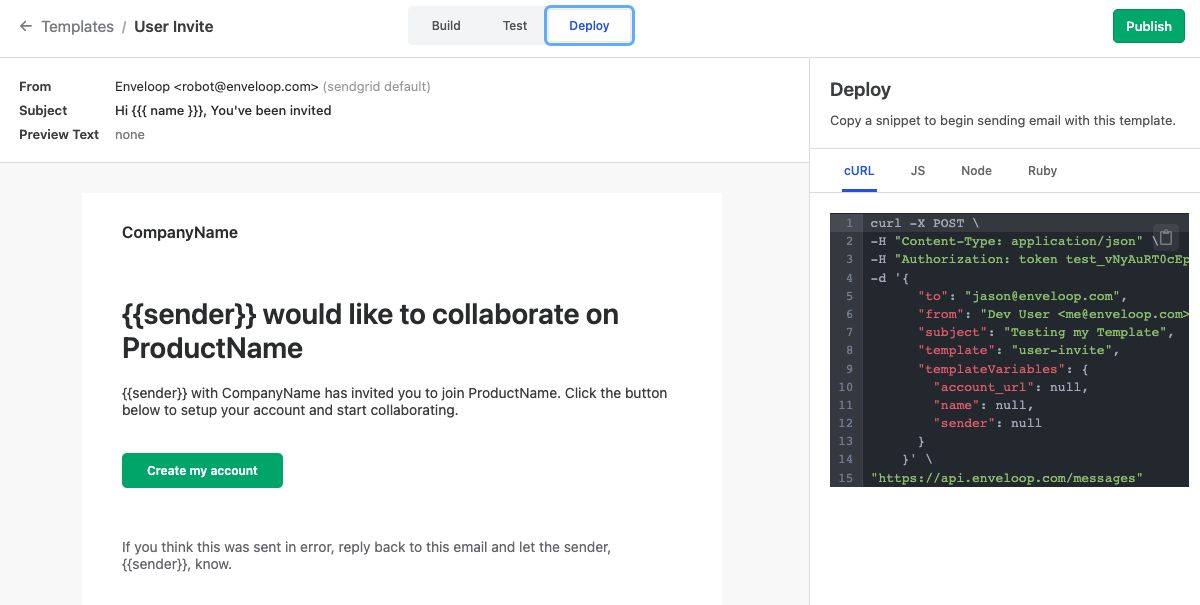 ← Templates / User Invite
Build Test Deploy
Publish
From Enveloop <robot@enveloop.com> (sendgrid default)
Subject Hi {{{ name }}}, You've been invited
Preview Text none
CompanyName
{{sender}} would like to collaborate on
ProductName
{{sender}} with CompanyName has invited you to join ProductName. Click the button
below to setup your account and start collaborating.
Create my account
If you think this was sent in error, reply back to this email and let the sender,
{{sender}}, know.
Deploy
Copy a snippet to begin sending email with this template.
cURL JS Node Ruby
1 curl -X POST \
2 -H "Content-Type: application/json" \
3 -H "Authorization: token test_vNyAuRT0cEp
4 -d '{
5 "to": "jason@enveloop.com",
6 "from": "Dev User <me@enveloop.com>
7 "subject": "Testing my Template",
8 "template": "user-invite",
9 "templateVariables": {
10 "account_url": null,
11 "name": null,
12 "sender": null
13 }
14 }' \
15 "https://api.enveloop.com/messages"